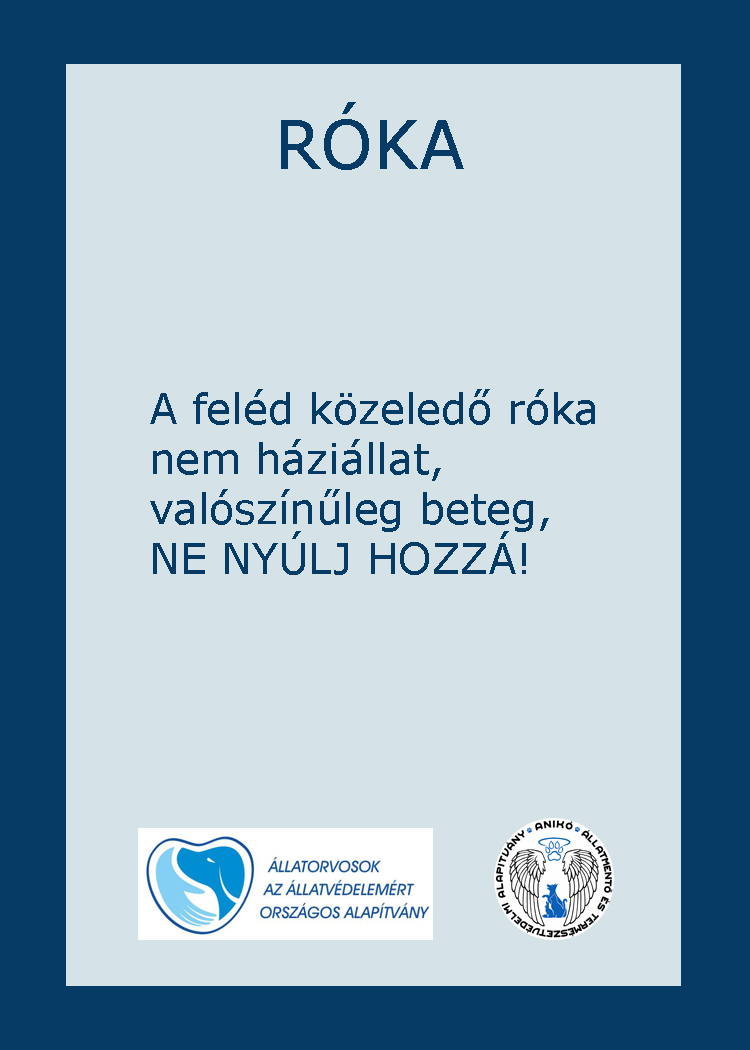 RÓKA
A feléd közeledő róka
nem háziállat,
valószínűleg beteg,
NE NYÚLJ HOZZÁ!
ÁLLATORVOSOK
AZ ÁLLATVÉDELEMÉRT
ORSZÁGOS ALAPÍTVÁNY
ANIKÓ ÁLLATMENTŐ ÉS TERMÉSZETVÉDELMI ALAPÍTVÁNY